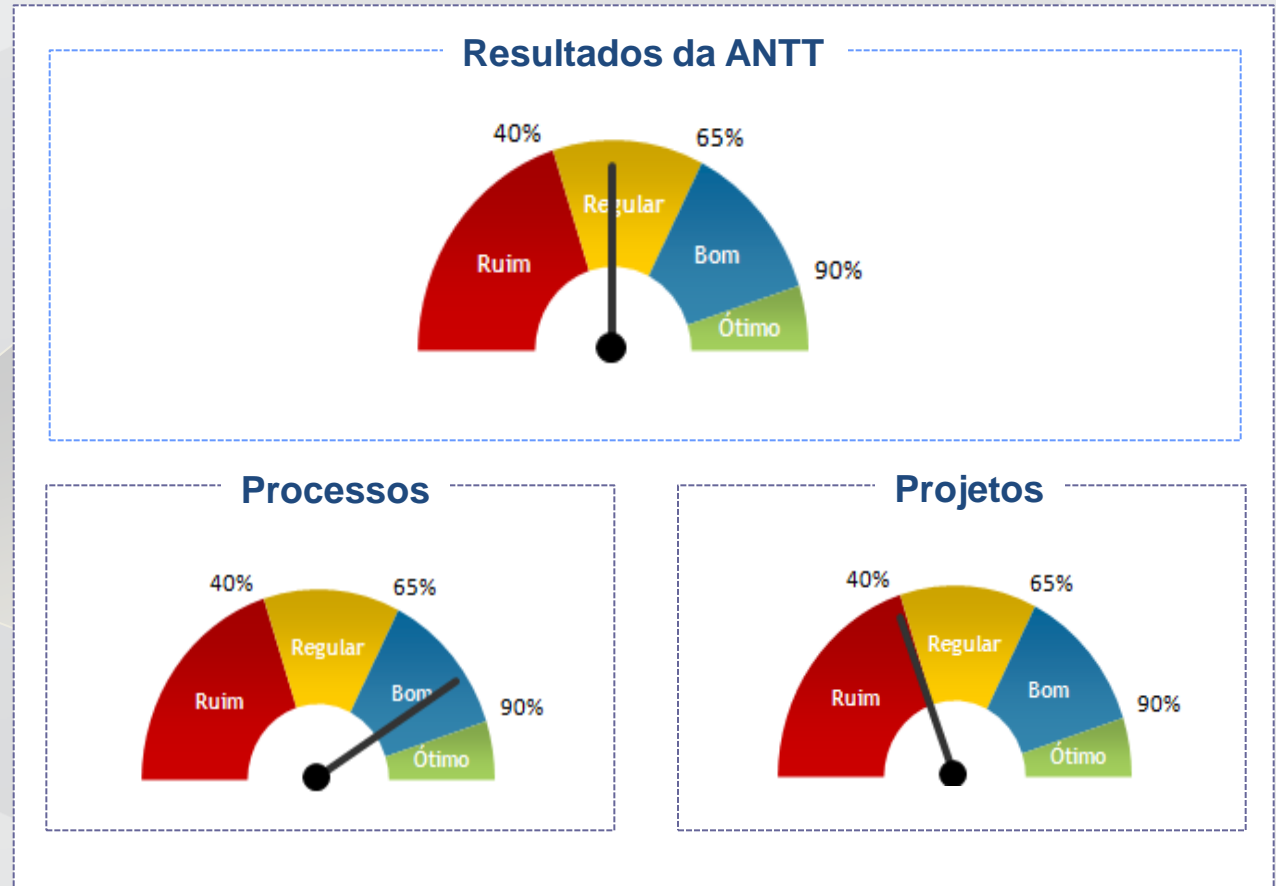 Resultados da ANTT
40%
65%
Regular
Ruim
Bom
90%
Ótimo
Processos
40%
65%
Regular
Ruim
Bom
90%
Ótimo
Projetos
40%
65%
Regular
Ruim
Bom
90%
Ótimo